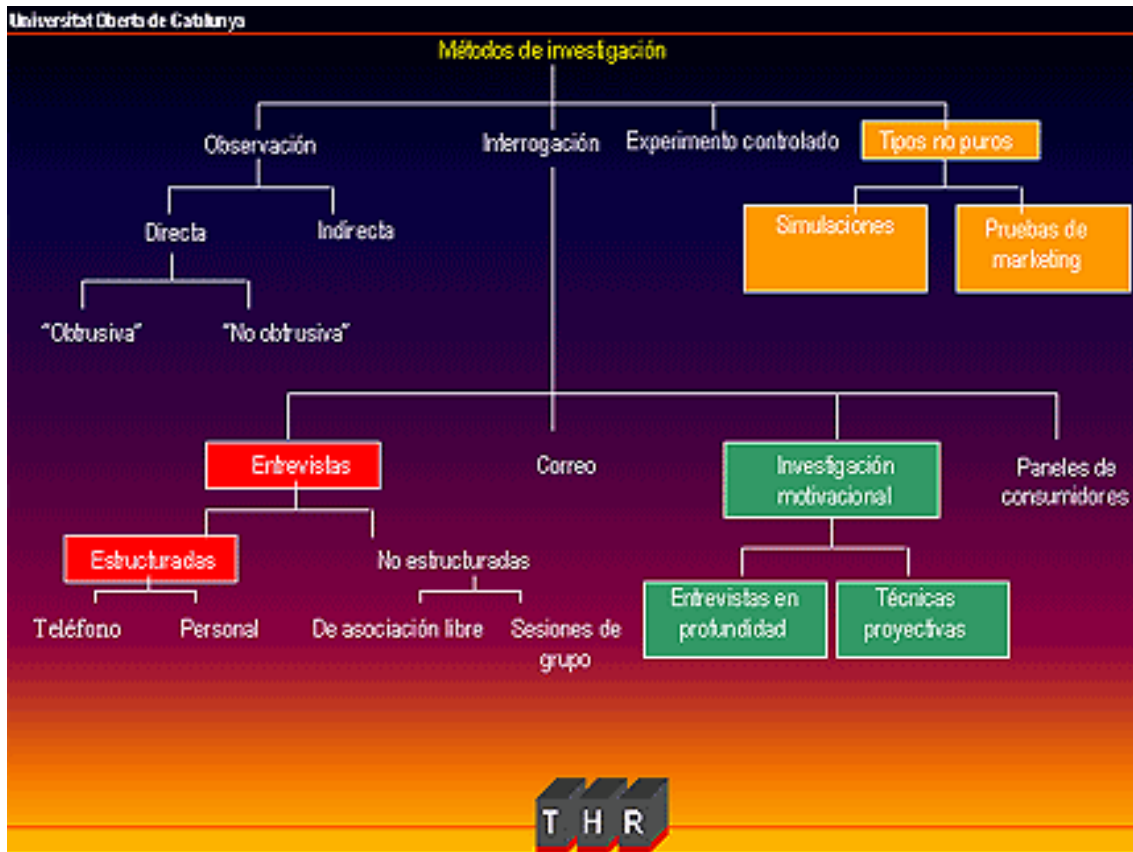 Universitat Oberta de Catalunya
Métodos de investigación
Observación
Interrogación
Experimento controlado
Tipos no puros
Directa
Indirecta
Simulaciones
Pruebas de
marketing
“Obtrusiva”
“No obtrusiva”
Entrevistas
Correo
Investigación
motivacional
Paneles de
consumidores
Estructuradas
No estructuradas
Entrevistas en
profundidad
Técnicas
proyectivas
Teléfono
Personal
De asociación libre
Sesiones de
grupo
T H R